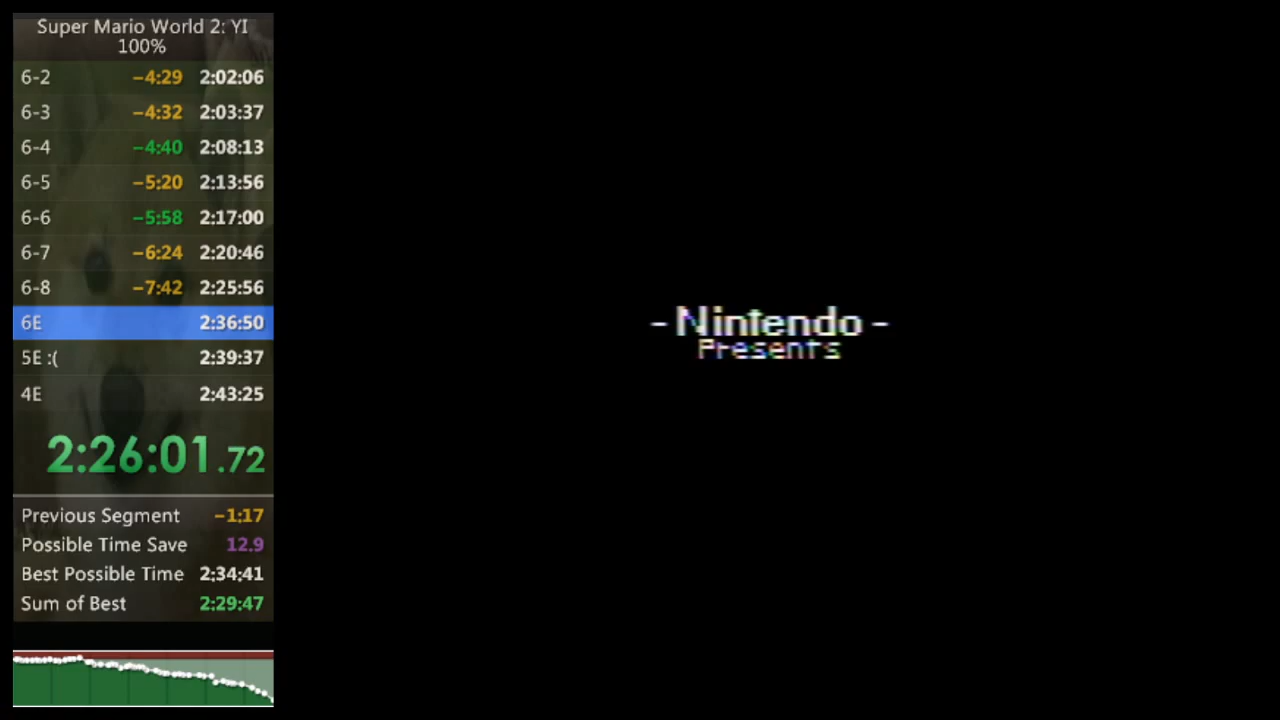 Super Mario World 2: YI
100%
6-2 −4:29 2:02:06
6-3 −4:32 2:03:37
6-4 −4:40 2:08:13
6-5 −5:20 2:13:56
6-6 −5:58 2:17:00
6-7 −6:24 2:20:46
6-8 −7:42 2:25:56
6E 2:36:50
5E :( 2:39:37
4E 2:43:25
2:26:01.72
Previous Segment −1:17
Possible Time Save 12.9
Best Possible Time 2:34:41
Sum of Best 2:29:47
- Nintendo -
Presents